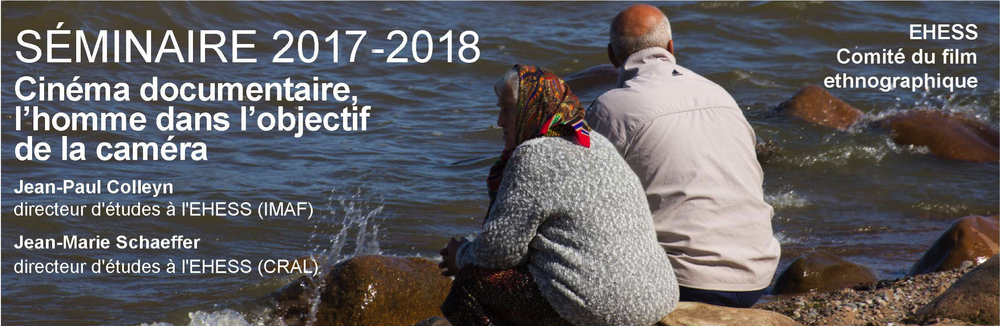 SÉMINAIRE 2017-2018
Cinéma documentaire,
l’homme dans l’objectif
de la caméra
Jean-Paul Colleyn
directeur d'études à l'EHESS (IMAF)
Jean-Marie Schaeffer
directeur d'études à l'EHESS (CRAL)
EHESS
Comité du film
ethnographique